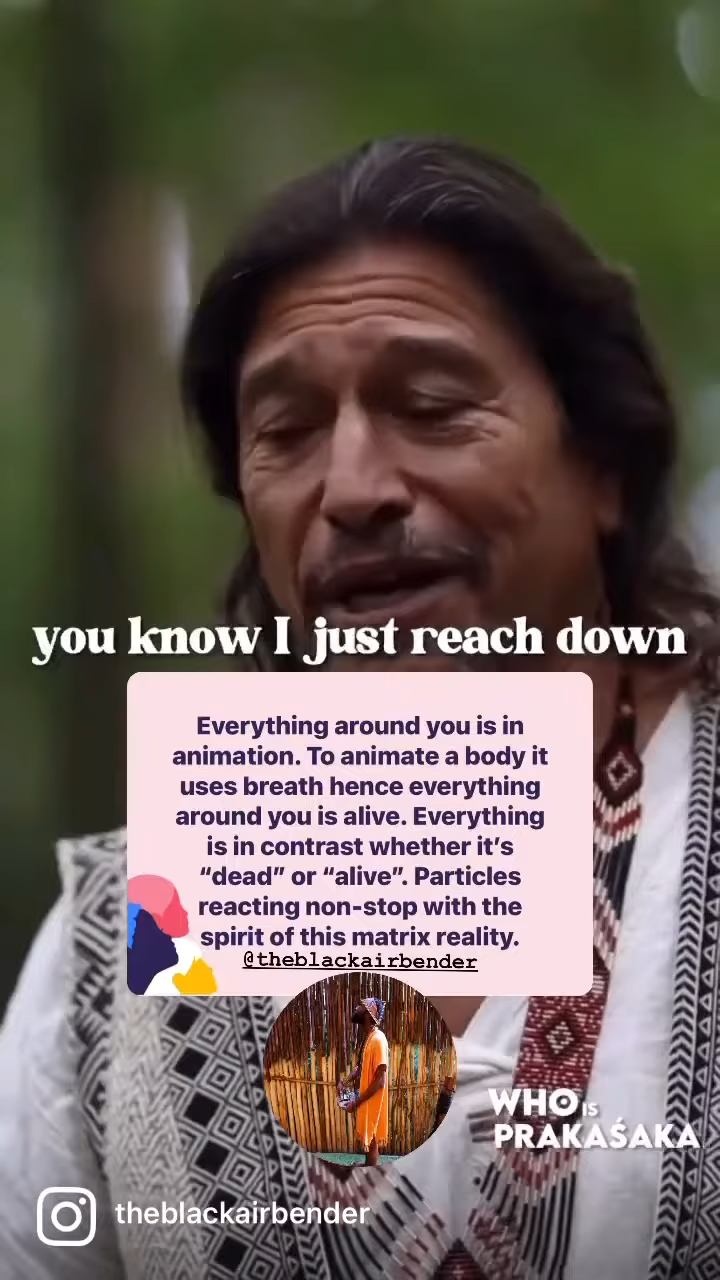 you know I just reach down
Everything around you is in
animation. To animate a body it
uses breath hence everything
around you is alive. Everything
is in contrast whether it’s
“dead” or “alive”. Particles
reacting non-stop with the
spirit of this matrix reality.
@theblackairbender
WHO IS
PRAKAŚAKA
theblackairbender